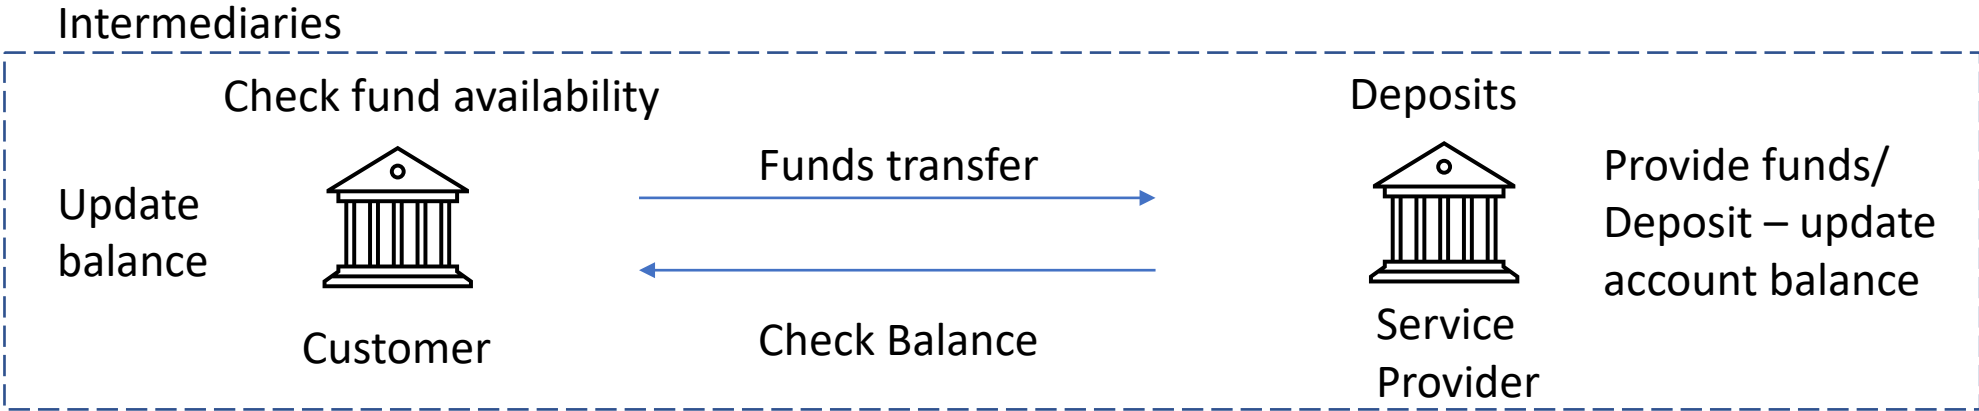 Intermediaries
Check fund availability
Deposits
Funds transfer
Provide funds/
Deposit – update
account balance
Update
balance
Customer
Check Balance
Service
Provider